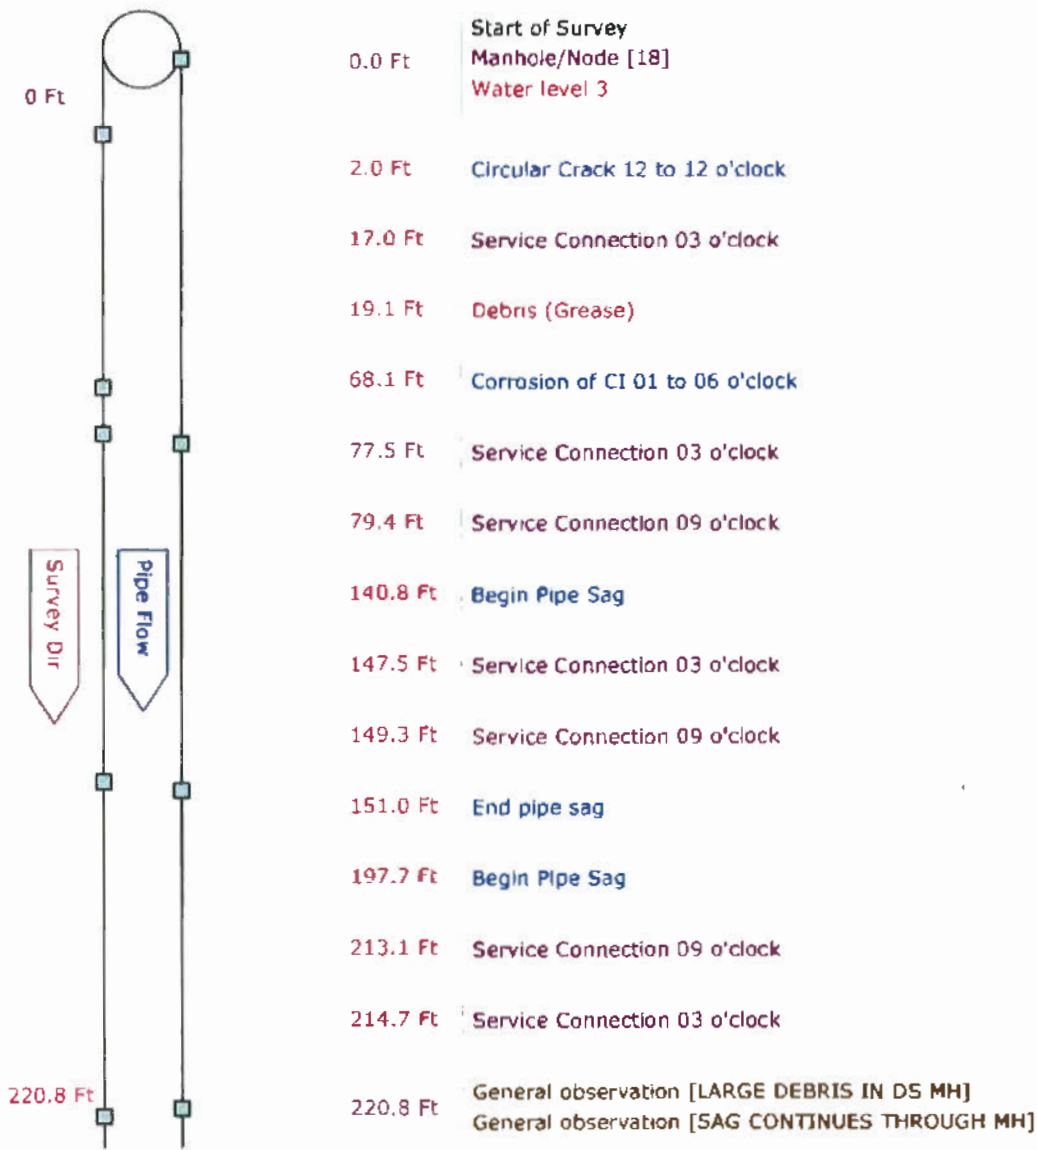 Start of Survey
0.0 Ft Manhole/Node [18]
Water level 3
0 Ft
2.0 Ft Circular Crack 12 to 12 o'clock
17.0 Ft Service Connection 03 o'clock
19.1 Ft Debris (Grease)
68.1 Ft Corrosion of CI 01 to 06 o'clock
77.5 Ft Service Connection 03 o'clock
79.4 Ft Service Connection 09 o'clock
Survey Dir
Pipe Flow
140.8 Ft Begin Pipe Sag
147.5 Ft Service Connection 03 o'clock
149.3 Ft Service Connection 09 o'clock
151.0 Ft End pipe sag
197.7 Ft Begin Pipe Sag
213.1 Ft Service Connection 09 o'clock
214.7 Ft Service Connection 03 o'clock
220.8 Ft
220.8 Ft General observation [LARGE DEBRIS IN DS MH]
General observation [SAG CONTINUES THROUGH MH]